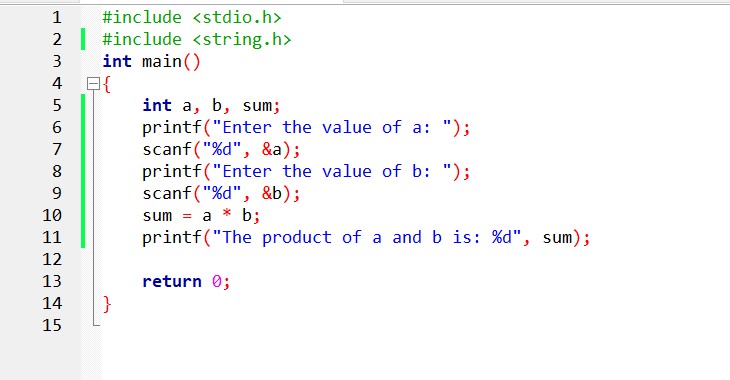 1 #include <stdio.h>
2 #include <string.h>
3 int main()
4 {
5 int a, b, sum;
6 printf("Enter the value of a: ");
7 scanf("%d", &a);
8 printf("Enter the value of b: ");
9 scanf("%d", &b);
10 sum = a * b;
11 printf("The product of a and b is: %d", sum);
12
13 return 0;
14 }
15